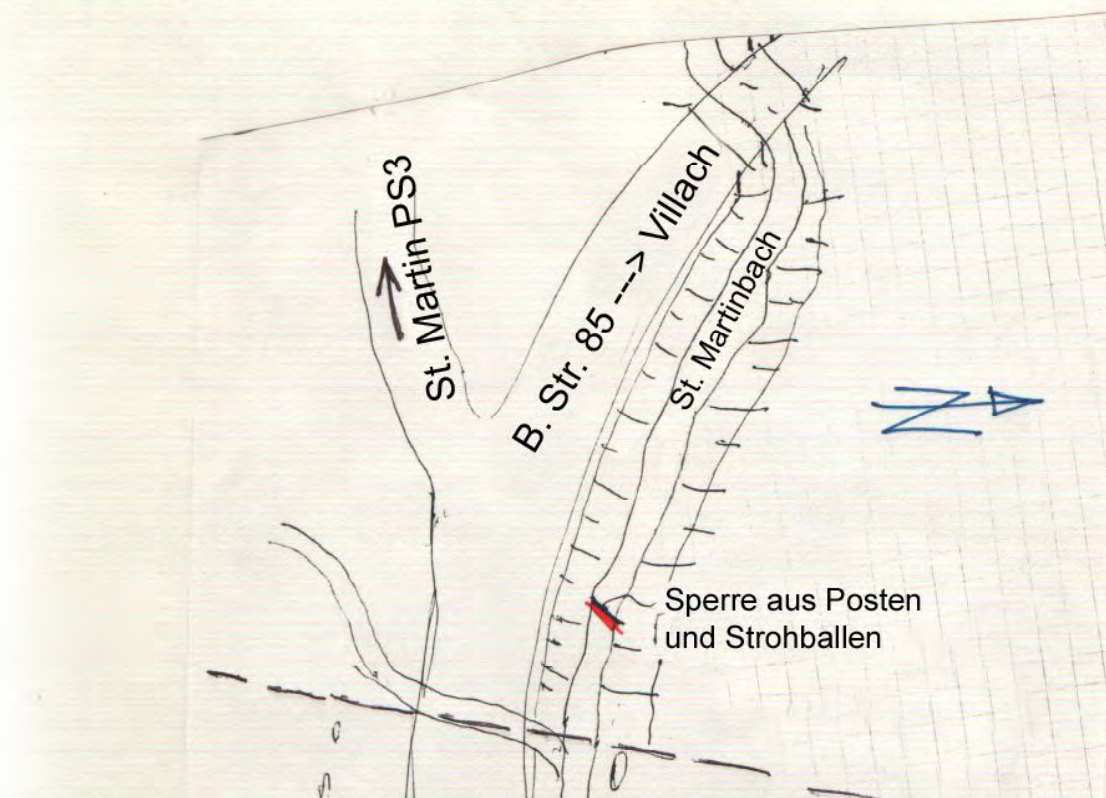 St. Martin PS3
B. Str. 85 ----> Villach
St. Martinbach
N
Sperre aus Posten
und Strohballen